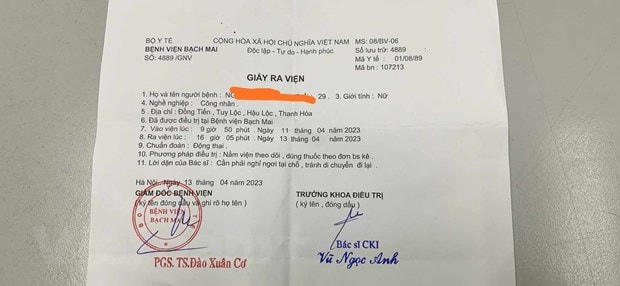 BỘ Y TẾ
CỘNG HÒA XÃ HỘI CHỦ NGHĨA VIỆT NAM
MS: 08/BV-06
BỆNH VIỆN BẠCH MAI
Độc lập - Tự do - Hạnh phúc
Số lưu trữ: 4889
SỐ: 4889 /GNV
Mã Y tế : 01/08/89
Mã bn : 107213
GIẤY RA VIỆN
1. Họ và tên người bệnh : 29 . 3. Giới tính : Nữ
4. Nghề nghiệp : Công nhân.
5. Địa chỉ : Đồng Tiến , Tuy Lộc , Hậu Lộc , Thanh Hóa
6. Đã được điều trị tại Bệnh viện Bạch Mai
7. Vào viện lúc : 9 giờ 50 phút. Ngày 11 tháng 04 năm 2023
8. Ra viện lúc : 16 giờ 05 phút. Ngày 13 tháng 04 năm 2023
9. Chuẩn đoán : Động thai .
10. Phương pháp điều trị : Nằm viện theo dõi , dùng thuốc theo đơn bs kê .
11. Lời dặn của Bác sĩ : Cần phải nghỉ ngơi tại chỗ , tránh di chuyển đi lại .
Hà Nội, Ngày 13 tháng 04 năm 2023
GIÁM ĐỐC BỆNH VIỆN
TRƯỞNG KHOA ĐIỀU TRỊ
(ký tên đóng dấu và ghi rõ họ tên )
( ký tên , đóng dấu )
BỆNH VIỆN
BẠCH MAI
PGS. TS.Đào Xuân Cơ
Bác sĩ CKI
Vũ Ngọc Anh